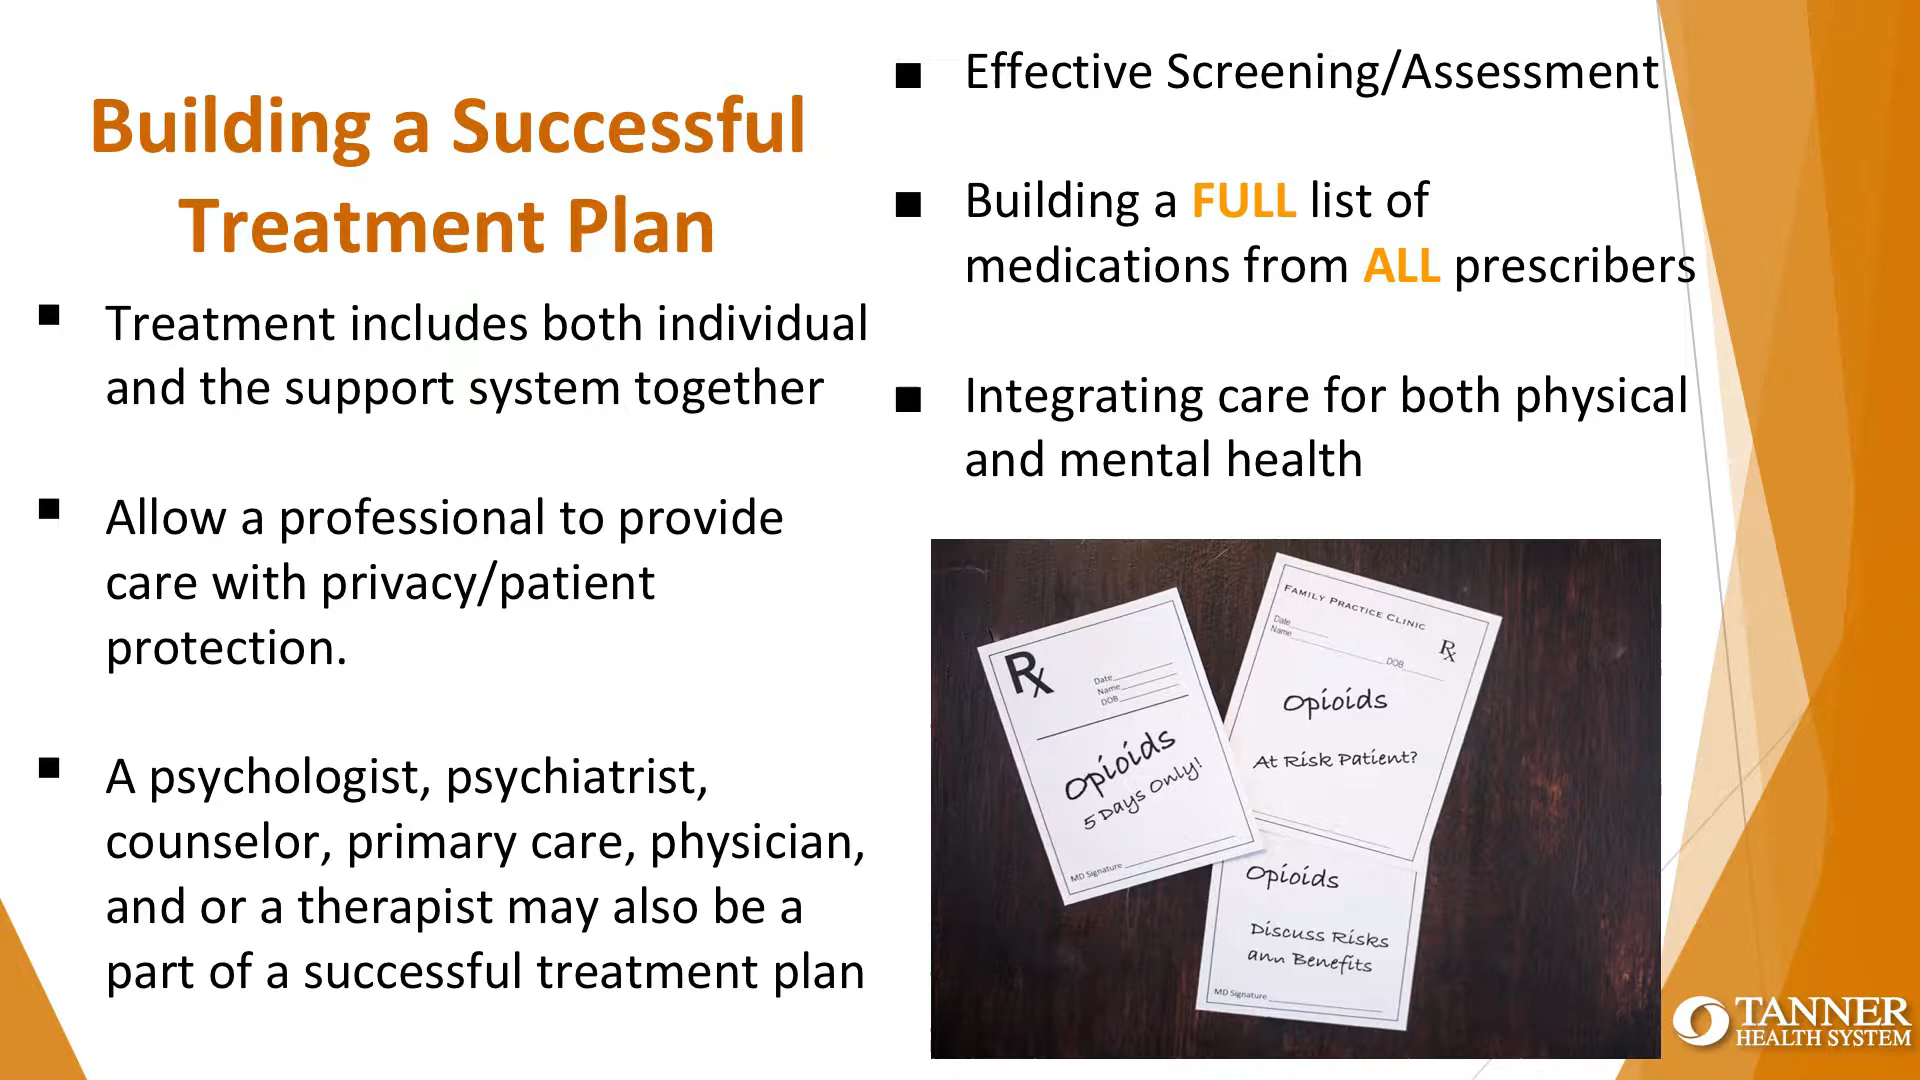 Building a Successful
Treatment Plan
▪ Treatment includes both individual
and the support system together
▪ Allow a professional to provide
care with privacy/patient
protection.
▪ A psychologist, psychiatrist,
counselor, primary care, physician,
and or a therapist may also be a
part of a successful treatment plan
■ Effective Screening/Assessment
■ Building a FULL list of
medications from ALL prescribers
■ Integrating care for both physical
and mental health
Rx
Date
Name
DOB
Opioids
5 Days Only!
MD Signature
Family Practice Clinic
Date
Name
DOB
Rx
Opioids
At Risk Patient?
Opioids
Discuss Risks
ann Benefits
MD Signature
TANNER
HEALTH SYSTEM